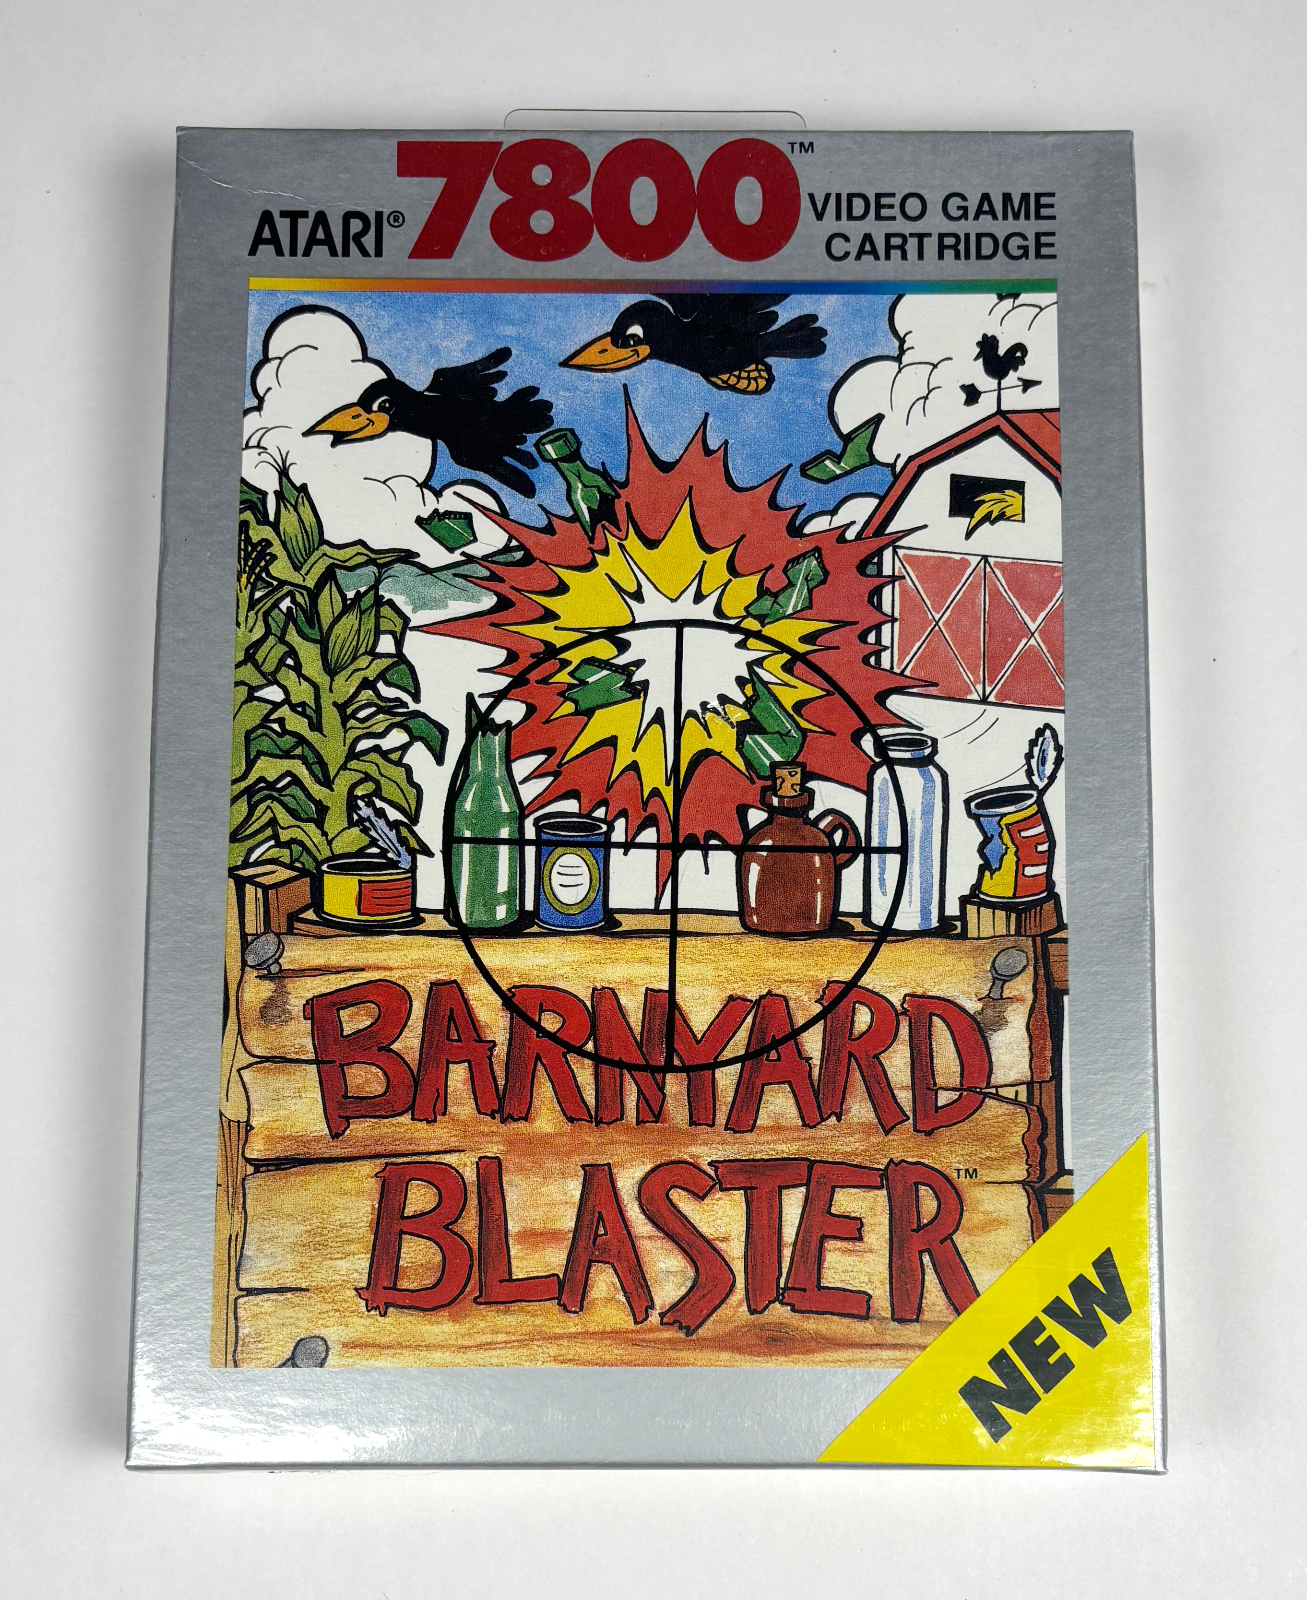 ATARI® 7800™ VIDEO GAME
CARTRIDGE
BARNYARD
BLASTER™
NEW